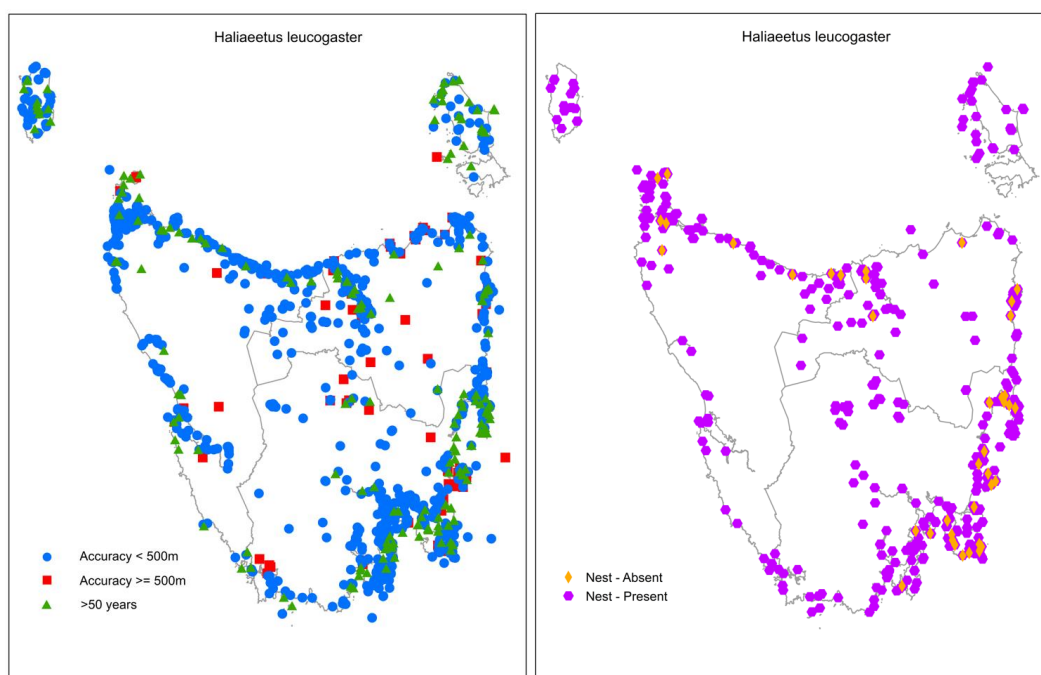 Haliaeetus leucogaster
Accuracy < 500m
Accuracy >= 500m
>50 years
Haliaeetus leucogaster
Nest - Absent
Nest - Present